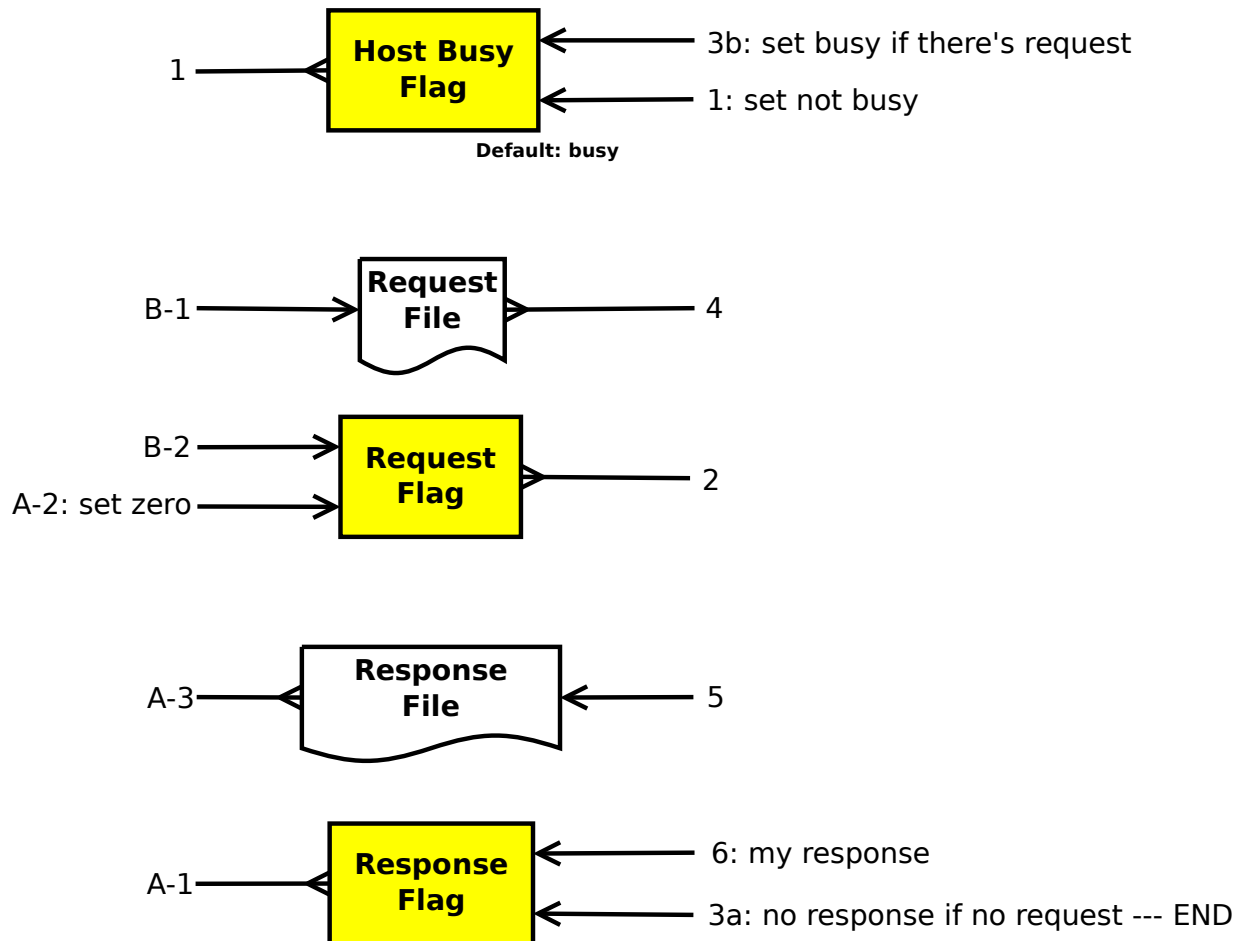 3b: set busy if there's request
Host Busy
Flag
1
1: set not busy
Default: busy
Request
File
B-1
4
B-2
Request
Flag
2
A-2: set zero
Response
File
A-3
5
6: my response
Response
Flag
A-1
3a: no response if no request --- END